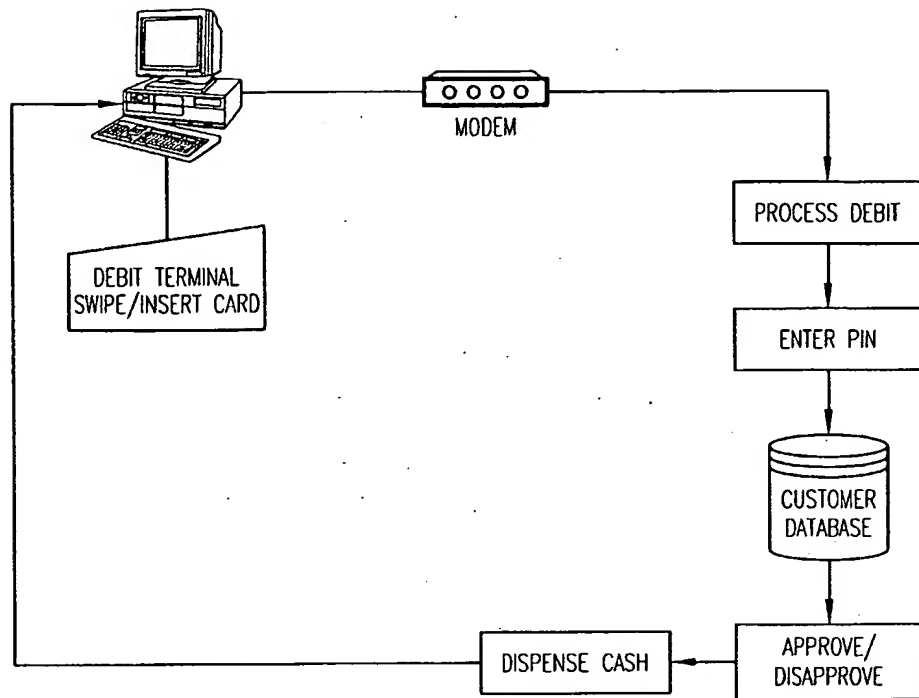 MODEM
PROCESS DEBIT
DEBIT TERMINAL
SWIPE/INSERT CARD
ENTER PIN
CUSTOMER
DATABASE
DISPENSE CASH
APPROVE/
DISAPPROVE